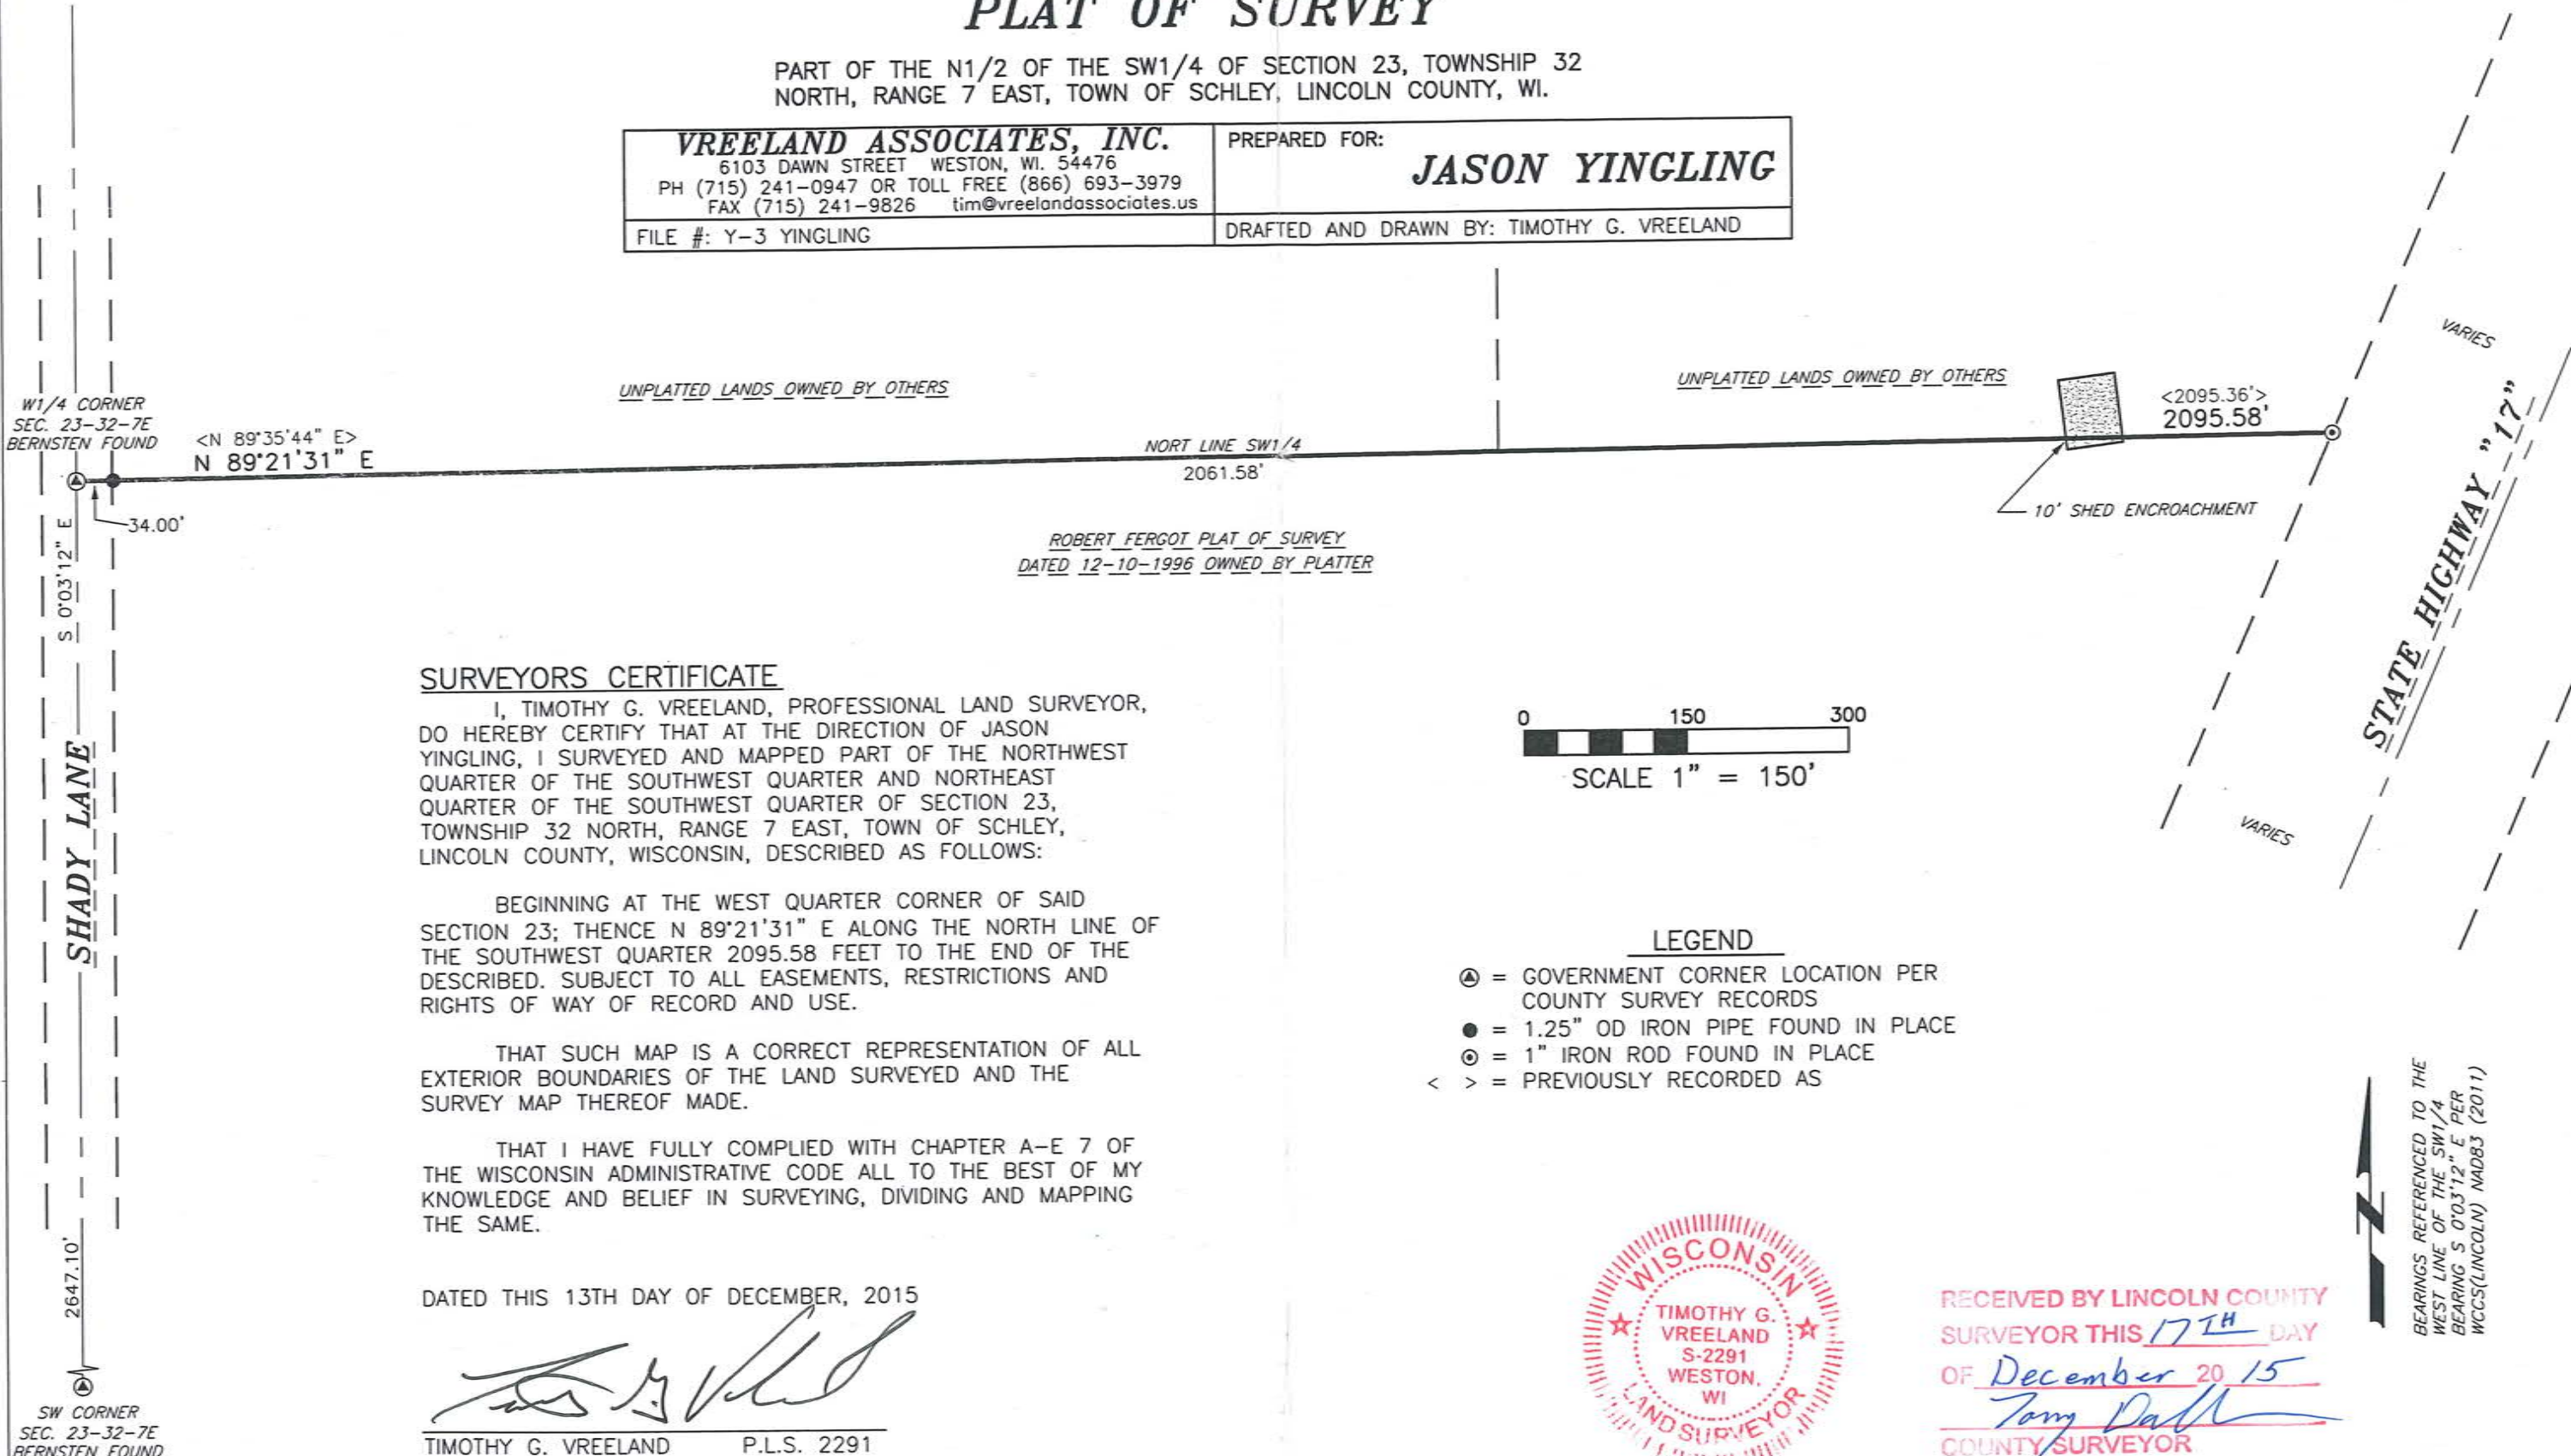 PLAT OF SURVEY
PART OF THE N1/2 OF THE SW1/4 OF SECTION 23, TOWNSHIP 32
NORTH, RANGE 7 EAST, TOWN OF SCHLEY, LINCOLN COUNTY, WI.
VREELAND ASSOCIATES, INC.
6103 DAWN STREET WESTON, WI. 54476
PH (715) 241-0947 OR TOLL FREE (866) 693-3979
FAX (715) 241-9826 tim@vreelandassociates.us
PREPARED FOR:
JASON YINGLING
FILE #: Y-3 YINGLING
DRAFTED AND DRAWN BY: TIMOTHY G. VREELAND
W1/4 CORNER
SEC. 23-32-7E
BERNSTEN FOUND
<N 89°35'44" E>
N 89°21'31" E
34.00'
S 0°03'12" E
SHADY LANE
2647.10'
SW CORNER
SEC. 23-32-7E
BERNSTEN FOUND
UNPLATTED LANDS OWNED BY OTHERS
NORT LINE SW1/4
2061.58'
UNPLATTED LANDS OWNED BY OTHERS
<2095.36'>
2095.58'
10' SHED ENCROACHMENT
VARIES
STATE HIGHWAY "17"
VARIES
ROBERT FERGOT PLAT OF SURVEY
DATED 12-10-1996 OWNED BY PLATTER
SURVEYORS CERTIFICATE
I, TIMOTHY G. VREELAND, PROFESSIONAL LAND SURVEYOR,
DO HEREBY CERTIFY THAT AT THE DIRECTION OF JASON
YINGLING, I SURVEYED AND MAPPED PART OF THE NORTHWEST
QUARTER OF THE SOUTHWEST QUARTER AND NORTHEAST
QUARTER OF THE SOUTHWEST QUARTER OF SECTION 23,
TOWNSHIP 32 NORTH, RANGE 7 EAST, TOWN OF SCHLEY,
LINCOLN COUNTY, WISCONSIN, DESCRIBED AS FOLLOWS:
BEGINNING AT THE WEST QUARTER CORNER OF SAID
SECTION 23; THENCE N 89°21'31" E ALONG THE NORTH LINE OF
THE SOUTHWEST QUARTER 2095.58 FEET TO THE END OF THE
DESCRIBED. SUBJECT TO ALL EASEMENTS, RESTRICTIONS AND
RIGHTS OF WAY OF RECORD AND USE.
THAT SUCH MAP IS A CORRECT REPRESENTATION OF ALL
EXTERIOR BOUNDARIES OF THE LAND SURVEYED AND THE
SURVEY MAP THEREOF MADE.
THAT I HAVE FULLY COMPLIED WITH CHAPTER A-E 7 OF
THE WISCONSIN ADMINISTRATIVE CODE ALL TO THE BEST OF MY
KNOWLEDGE AND BELIEF IN SURVEYING, DIVIDING AND MAPPING
THE SAME.
DATED THIS 13TH DAY OF DECEMBER, 2015
TIMOTHY G. VREELAND P.L.S. 2291
0 150 300
SCALE 1" = 150'
LEGEND
= GOVERNMENT CORNER LOCATION PER
COUNTY SURVEY RECORDS
● = 1.25" OD IRON PIPE FOUND IN PLACE
⊙ = 1" IRON ROD FOUND IN PLACE
< > = PREVIOUSLY RECORDED AS
WISCONSIN
TIMOTHY G.
VREELAND
S-2291
WESTON,
WI
LAND SURVEYOR
RECEIVED BY LINCOLN COUNTY
SURVEYOR THIS 17TH DAY
OF December 20 15
COUNTY SURVEYOR
N
BEARINGS REFERENCED TO THE
WEST LINE OF THE SW1/4
BEARING S 0°03'12" E PER
WCCS(LINCOLN) NAD83 (2011)